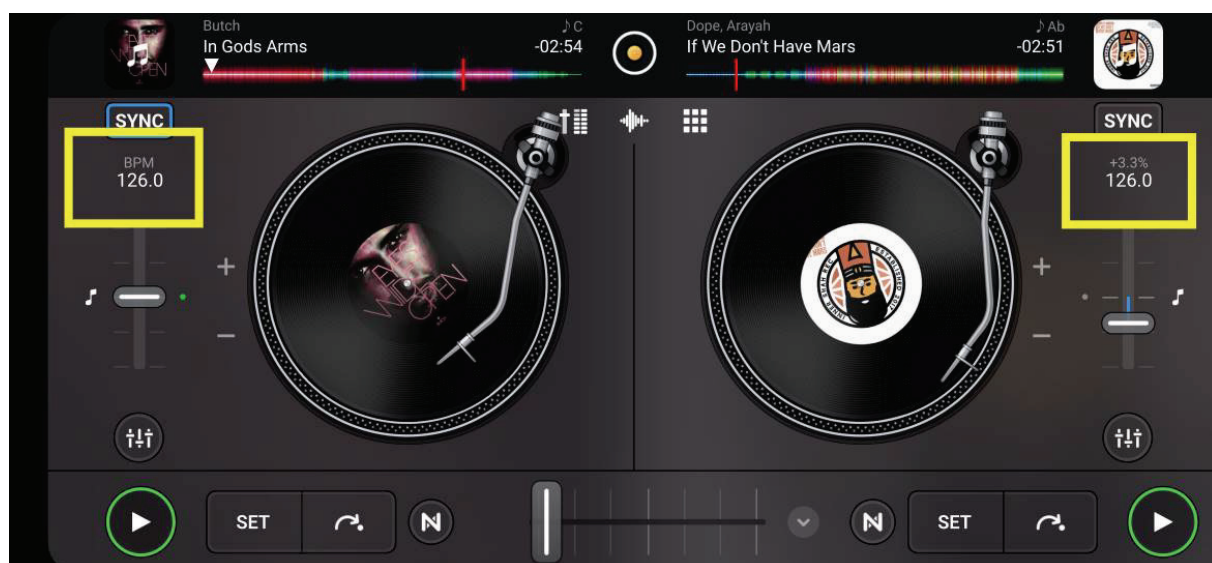 Butch
♪ C
In Gods Arms
-02:54
Dope, Arayah
♪ Ab
If We Don't Have Mars
-02:51
SYNC
SYNC
BPM
126.0
+3.3%
126.0
+
+
−
−
SET
SET